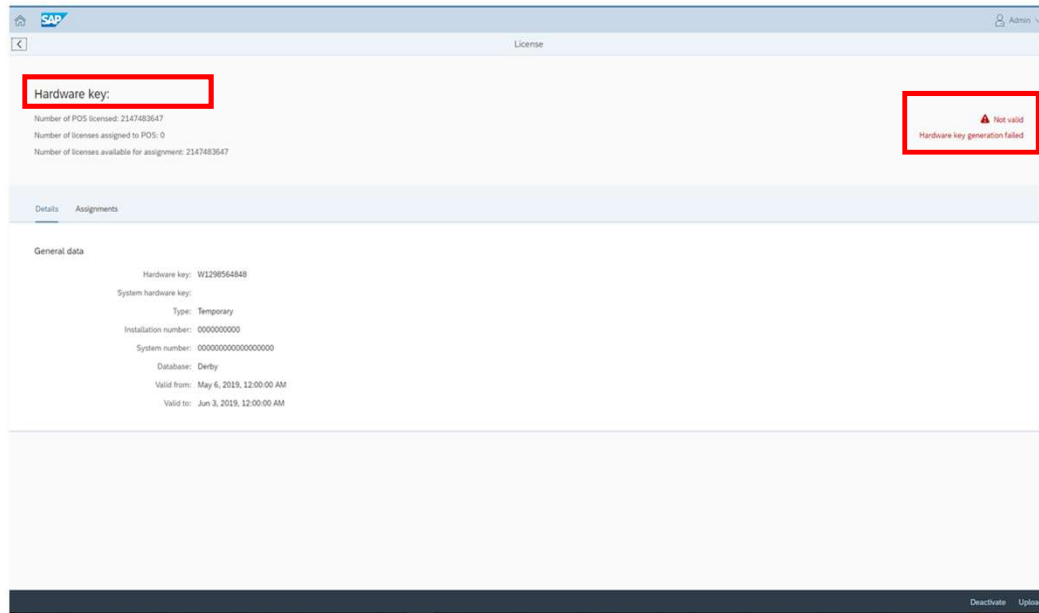 SAP
Admin
License
Hardware key:
Number of POS licensed: 2147483647
Number of licenses assigned to POS: 0
Number of licenses available for assignment: 2147483647
Not valid
Hardware key generation failed
Details Assignments
General data
Hardware key: W1298564848
System hardware key:
Type: Temporary
Installation number: 0000000000
System number: 000000000000000000
Database: Derby
Valid from: May 6, 2019, 12:00:00 AM
Valid to: Jun 3, 2019, 12:00:00 AM
Deactivate Uploa